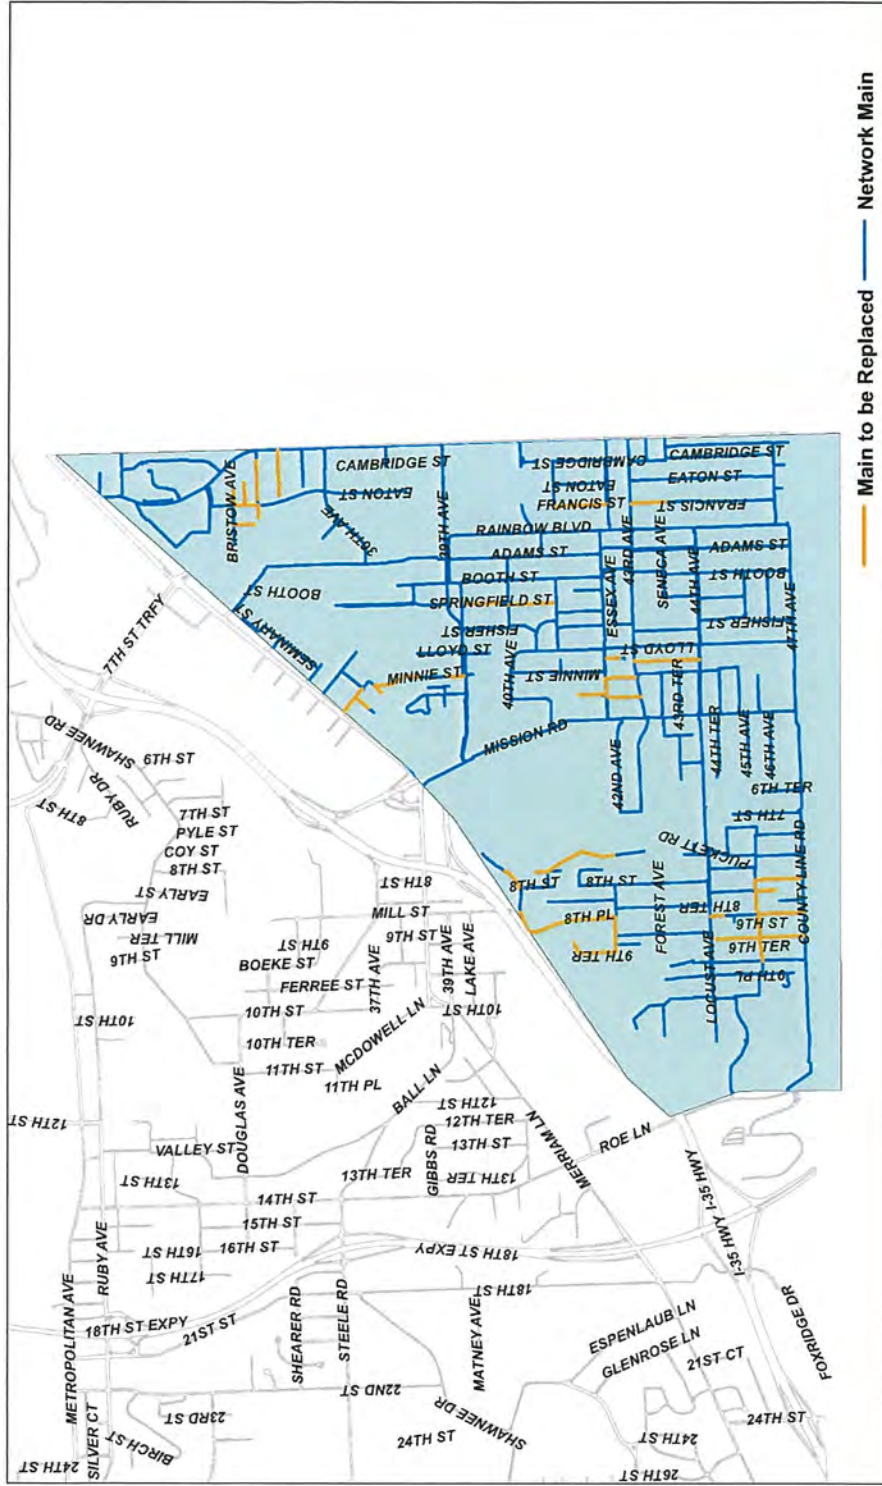 METROPOLITAN AVE
SILVER CT
24TH ST
BIRCH ST
23RD ST
22ND ST
RUBY AVE
18TH ST EXPY
21ST ST
SHEARER RD
STEELE RD
24TH ST
SHAWNEE DR
MATNEY AVE
18TH ST
18TH ST EXPY
ESPENLAUB LN
GLENROSE LN
21ST CT
24TH ST
24TH ST
26TH ST
FOXRIDGE DR
I-35 HWY
I-35 HWY
17TH ST
16TH ST
16TH ST
15TH ST
14TH ST
13TH ST
VALLEY ST
12TH ST
DOUGLAS AVE
13TH TER
GIBBS RD
13TH TER
13TH ST
12TH TER
12TH ST
MERRIAM LN
ROE LN
BALL LN
11TH PL
11TH ST
10TH TER
10TH ST
MCDOWELL LN
10TH ST
10TH ST
FERREE ST
BOEKE ST
9TH ST
37TH AVE
39TH AVE
LAKE AVE
9TH ST
MILL ST
8TH ST
9TH ST
MILL TER
EARLY DR
EARLY ST
8TH ST
COY ST
PYLE ST
7TH ST
6TH ST
RUBY DR
8TH ST
SHAWNEE RD
7TH ST TRFY
SEMINARY ST
BOOTH ST
BRISTOW AVE
36TH AVE
EATON ST
CAMBRIDGE ST
39TH AVE
RAINBOW BLVD
ADAMS ST
BOOTH ST
SPRINGFIELD ST
FISHER ST
LLOYD ST
MINNIE ST
40TH AVE
MINNIE ST
MISSION RD
CAMBRIDGE ST
EATON ST
FRANCIS ST
ESSEX AVE
43RD AVE
SENECA AVE
44TH AVE
CAMBRIDGE ST
EATON ST
FRANCIS ST
ADAMS ST
BOOTH ST
FISHER ST
47TH AVE
LLOYD ST
43RD TER
42ND AVE
44TH TER
45TH AVE
46TH AVE
6TH TER
7TH ST
PUCKETT RD
COUNTY LINE RD
8TH ST
8TH ST
8TH PL
9TH TER
FOREST AVE
8TH TER
9TH ST
9TH TER
9TH PL
LOCUST AVE
Main to be Replaced
Network Main